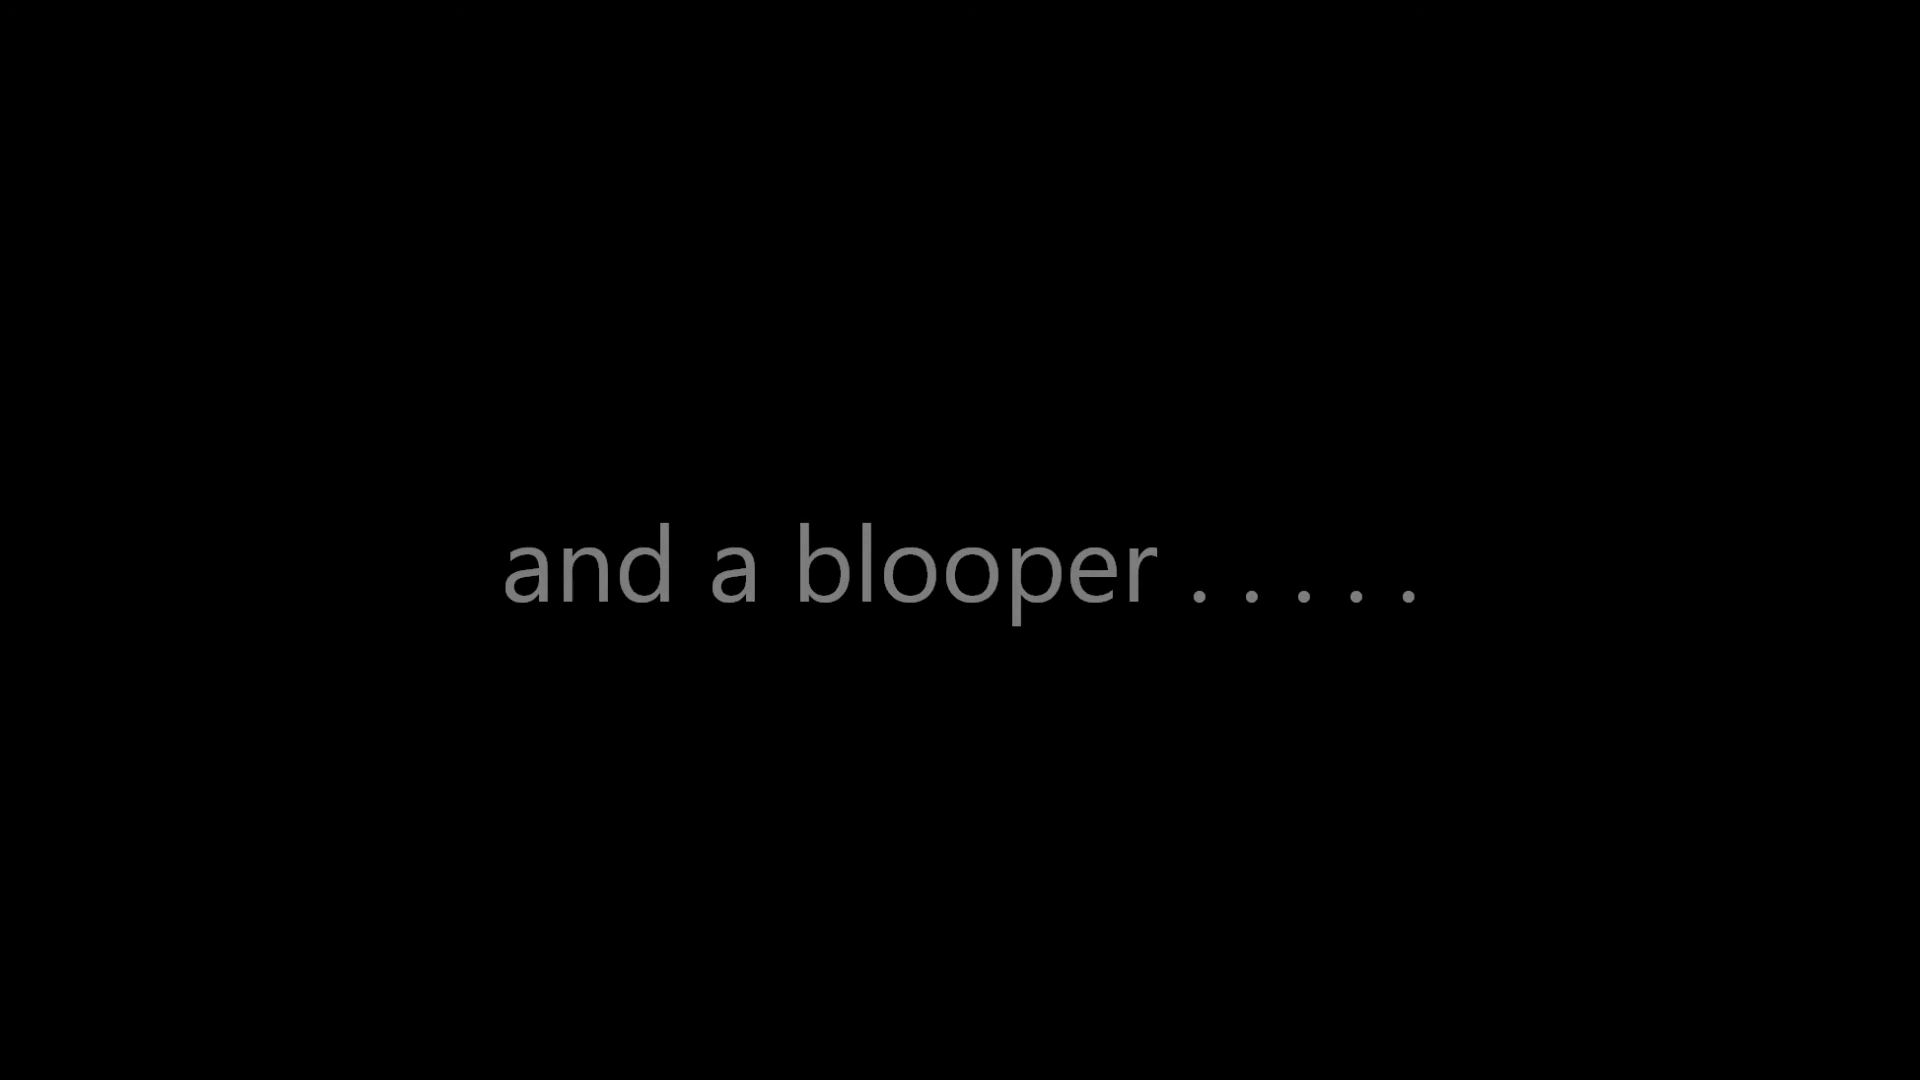 and a blooper . . . . .